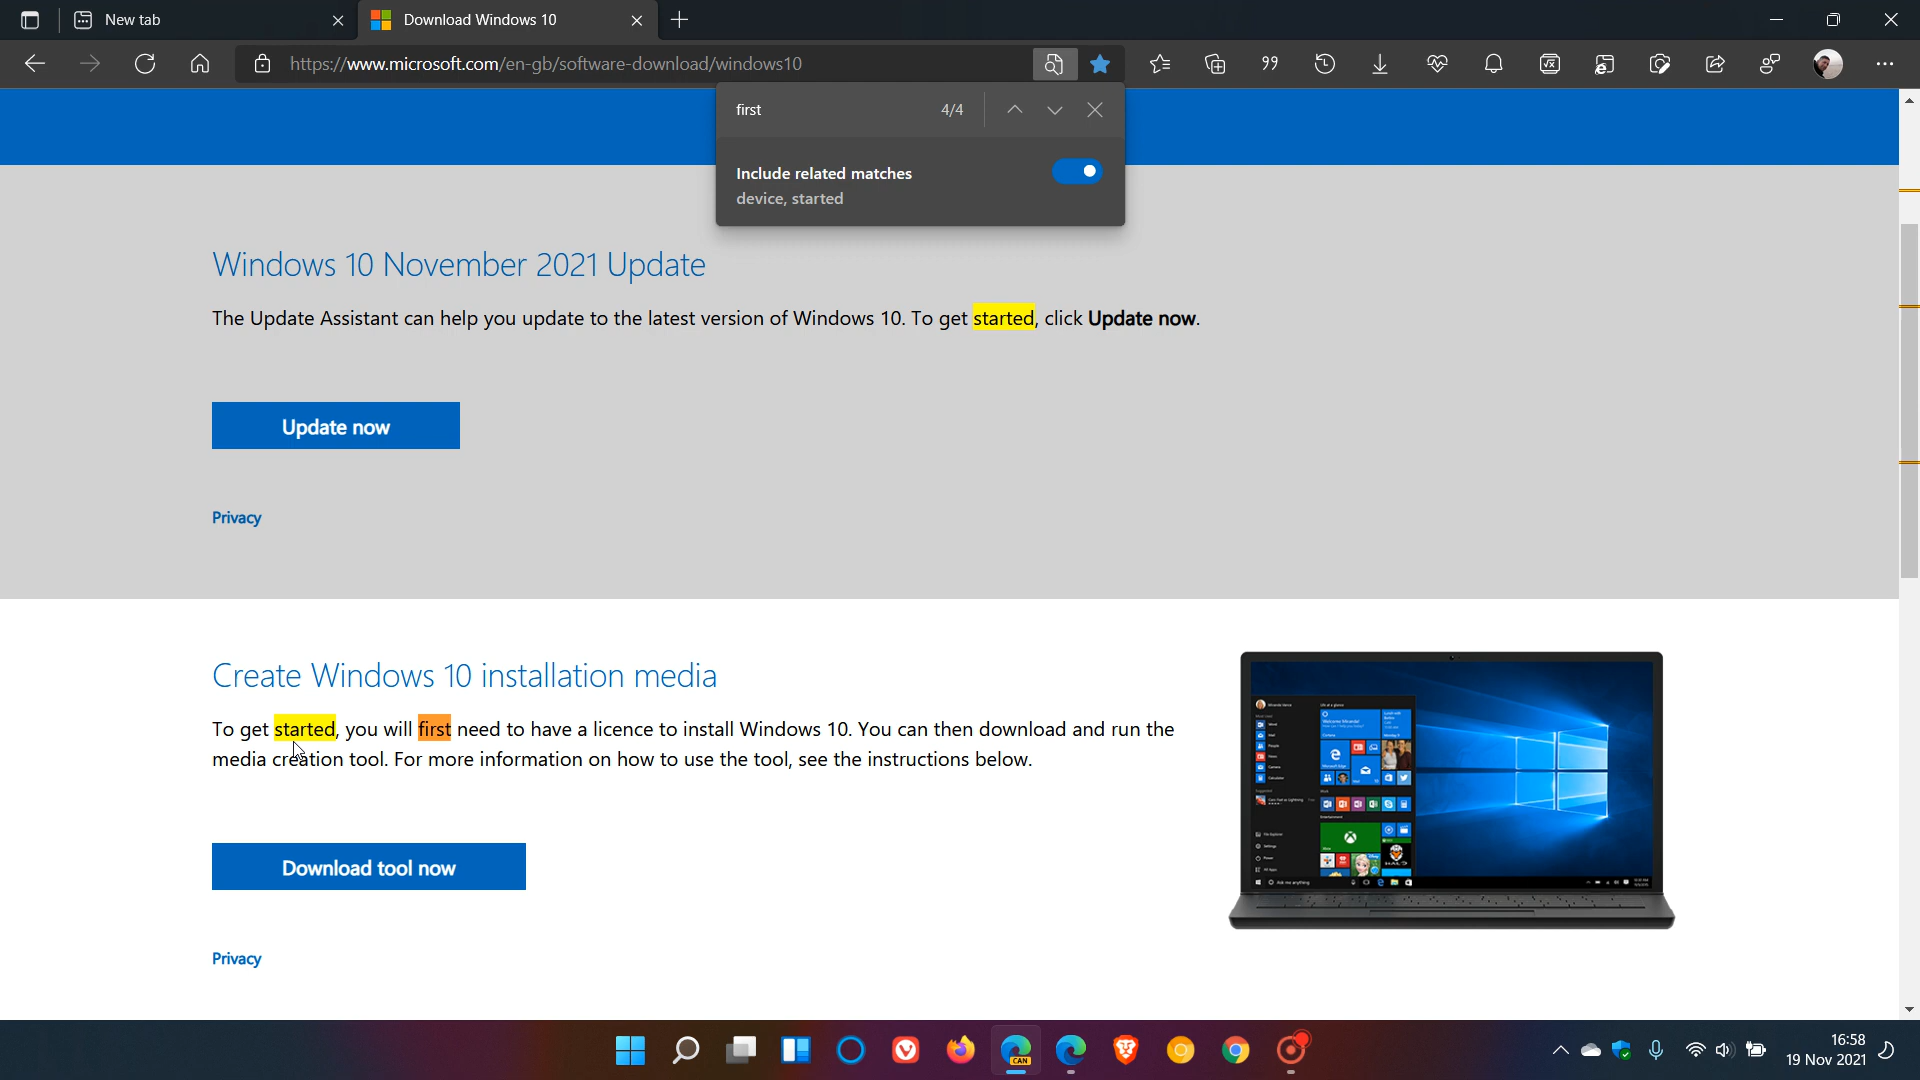 New tab
Download Windows 10
https://www.microsoft.com/en-gb/software-download/windows10
first 4/4
Include related matches
device, started
Windows 10 November 2021 Update
The Update Assistant can help you update to the latest version of Windows 10. To get started, click Update now.
Update now
Privacy
Create Windows 10 installation media
To get started, you will first need to have a licence to install Windows 10. You can then download and run the
media creation tool. For more information on how to use the tool, see the instructions below.
Download tool now
Privacy
CAN
16:58
19 Nov 2021